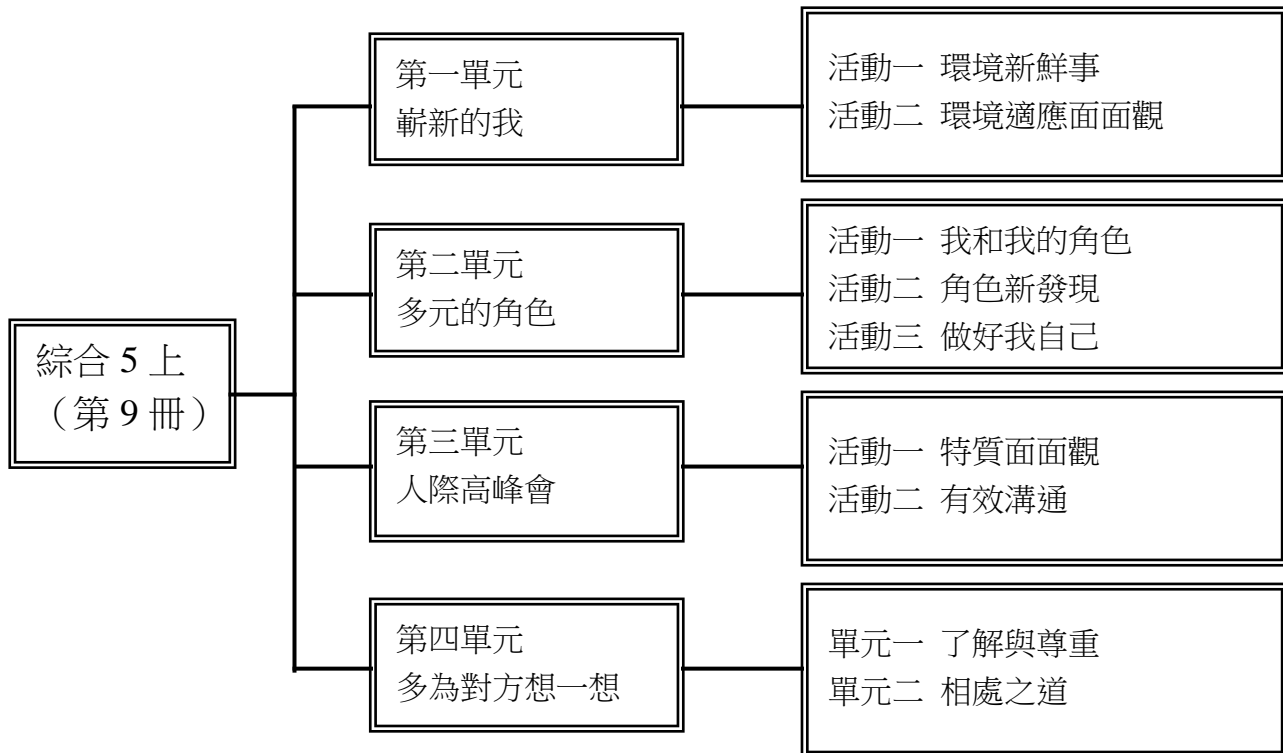 綜合 5 上
（第 9 冊）
第一單元
嶄新的我
活動一 環境新鮮事
活動二 環境適應面面觀
第二單元
多元的角色
活動一 我和我的角色
活動二 角色新發現
活動三 做好我自己
第三單元
人際高峰會
活動一 特質面面觀
活動二 有效溝通
第四單元
多為對方想一想
單元一 了解與尊重
單元二 相處之道